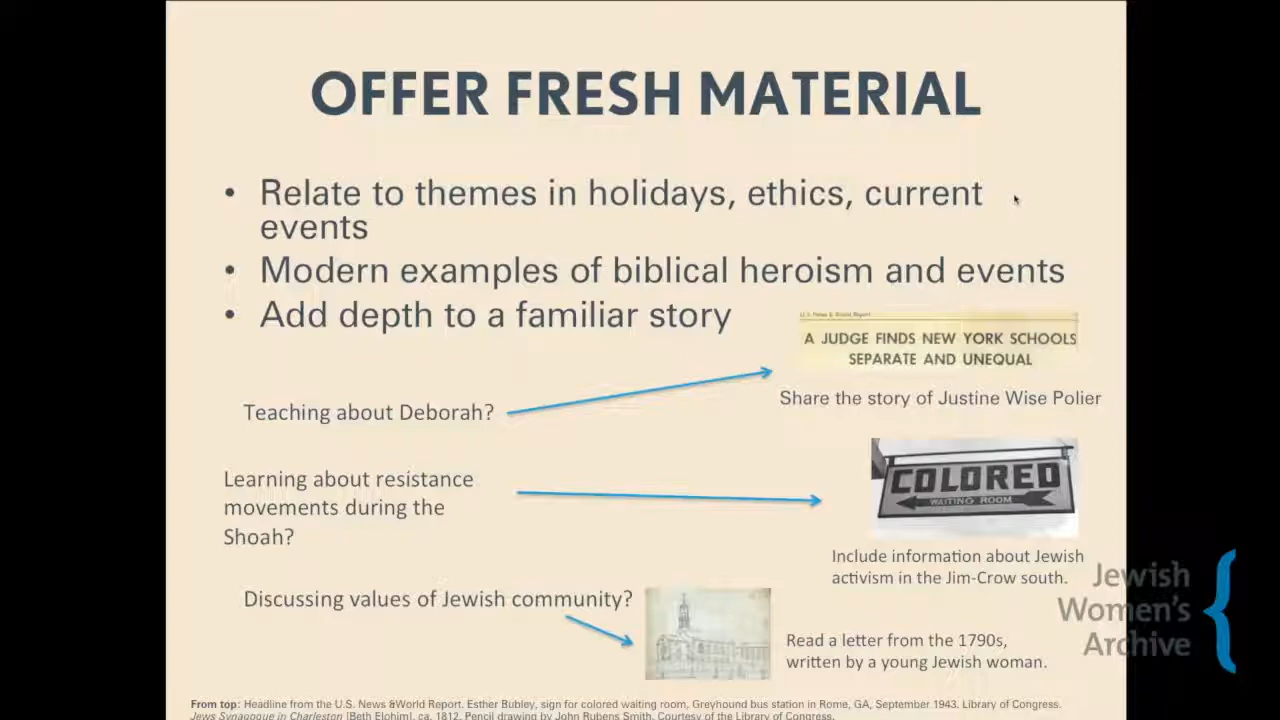 OFFER FRESH MATERIAL
• Relate to themes in holidays, ethics, current
events
• Modern examples of biblical heroism and events
• Add depth to a familiar story
U.S. News & World Report
A JUDGE FINDS NEW YORK SCHOOLS
SEPARATE AND UNEQUAL
Share the story of Justine Wise Polier
Teaching about Deborah?
Learning about resistance
movements during the
Shoah?
COLORED
WAITING ROOM
Include information about Jewish
activism in the Jim-Crow south.
Discussing values of Jewish community?
Read a letter from the 1790s,
written by a young Jewish woman.
Jewish
Women's
Archive
From top: Headline from the U.S. News &World Report. Esther Bubley, sign for colored waiting room, Greyhound bus station in Rome, GA, September 1943. Library of Congress.
Jews Synagogue in Charleston [Beth Elohim], ca. 1812. Pencil drawing by John Rubens Smith. Courtesy of the Library of Congress.